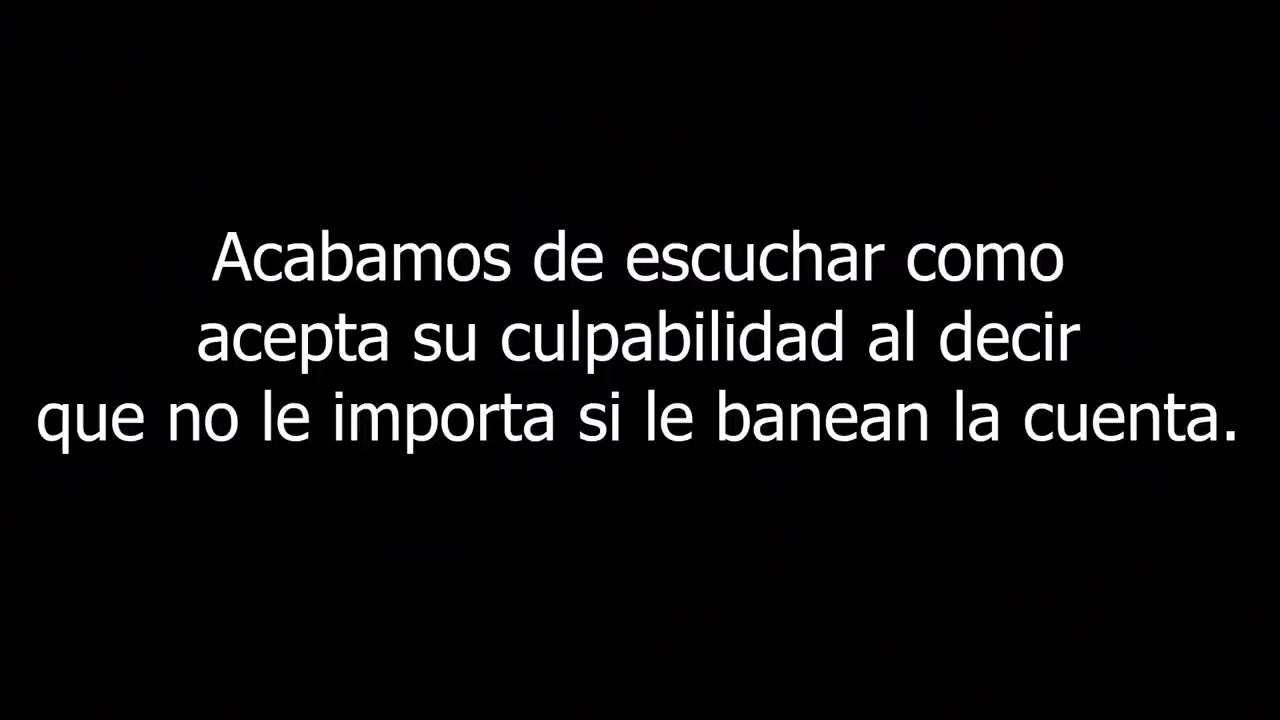 Acabamos de escuchar como
acepta su culpabilidad al decir
que no le importa si le banean la cuenta.